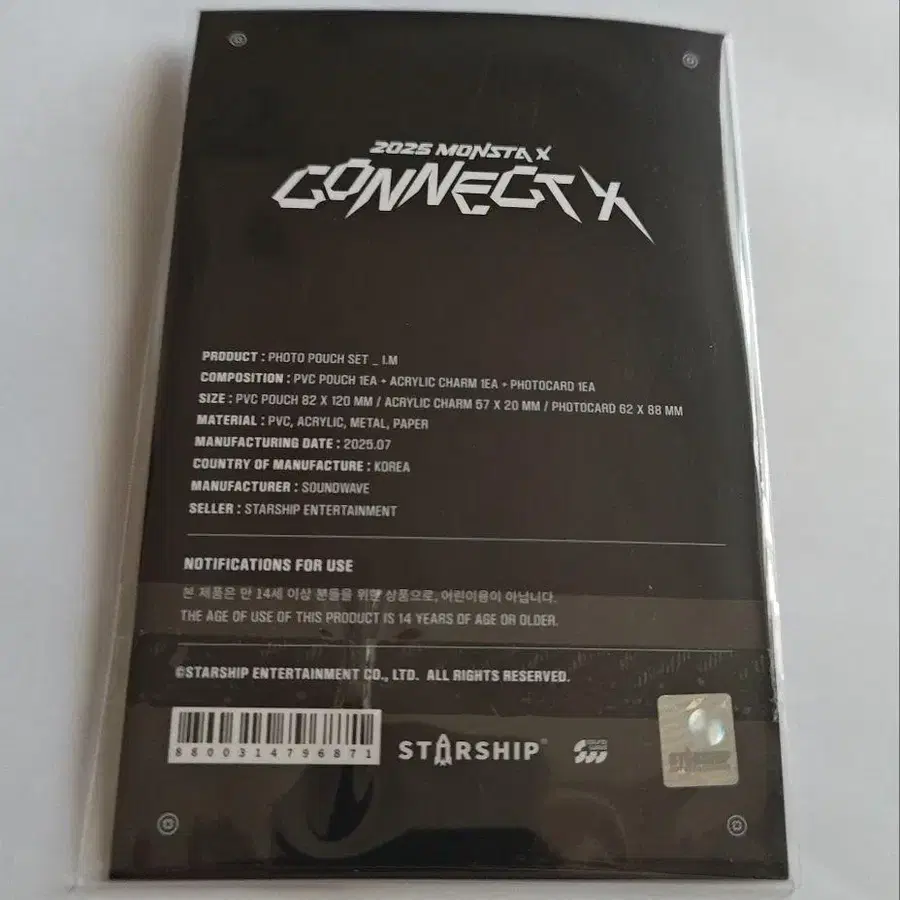 2025 MONSTA X
CONNECT X
PRODUCT : PHOTO POUCH SET _ I.M
COMPOSITION : PVC POUCH 1EA + ACRYLIC CHARM 1EA + PHOTOCARD 1EA
SIZE : PVC POUCH 82 X 120 MM / ACRYLIC CHARM 57 X 20 MM / PHOTOCARD 62 X 88 MM
MATERIAL : PVC, ACRYLIC, METAL, PAPER
MANUFACTURING DATE : 2025.07
COUNTRY OF MANUFACTURE : KOREA
MANUFACTURER : SOUNDWAVE
SELLER : STARSHIP ENTERTAINMENT
NOTIFICATIONS FOR USE
본 제품은 만 14세 이상 분들을 위한 상품으로, 어린이용이 아닙니다.
THE AGE OF USE OF THIS PRODUCT IS 14 YEARS OF AGE OR OLDER.
©STARSHIP ENTERTAINMENT CO., LTD. ALL RIGHTS RESERVED.
8800314796871
STARSHIP